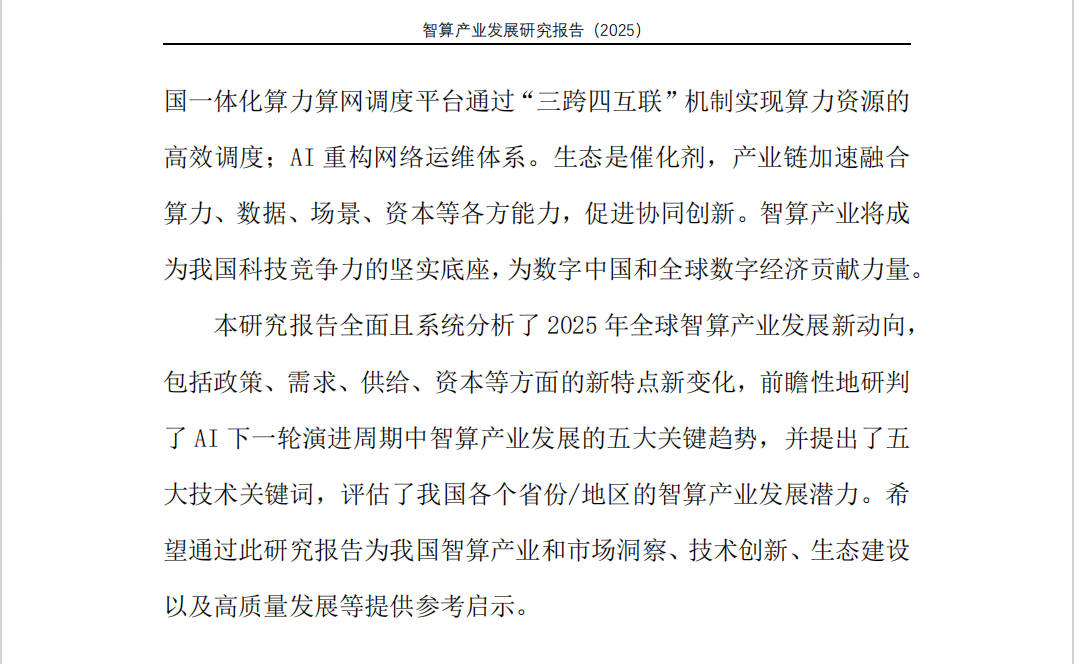 智算产业发展研究报告（2025）
国一体化算力算网调度平台通过“三跨四互联”机制实现算力资源的
高效调度；AI 重构网络运维体系。生态是催化剂，产业链加速融合
算力、数据、场景、资本等各方能力，促进协同创新。智算产业将成
为我国科技竞争力的坚实底座，为数字中国和全球数字经济贡献力量。
本研究报告全面且系统分析了 2025 年全球智算产业发展新动向，
包括政策、需求、供给、资本等方面的新特点新变化，前瞻性地研判
了 AI 下一轮演进周期中智算产业发展的五大关键趋势，并提出了五
大技术关键词，评估了我国各个省份/地区的智算产业发展潜力。希
望通过此研究报告为我国智算产业和市场洞察、技术创新、生态建设
以及高质量发展等提供参考启示。